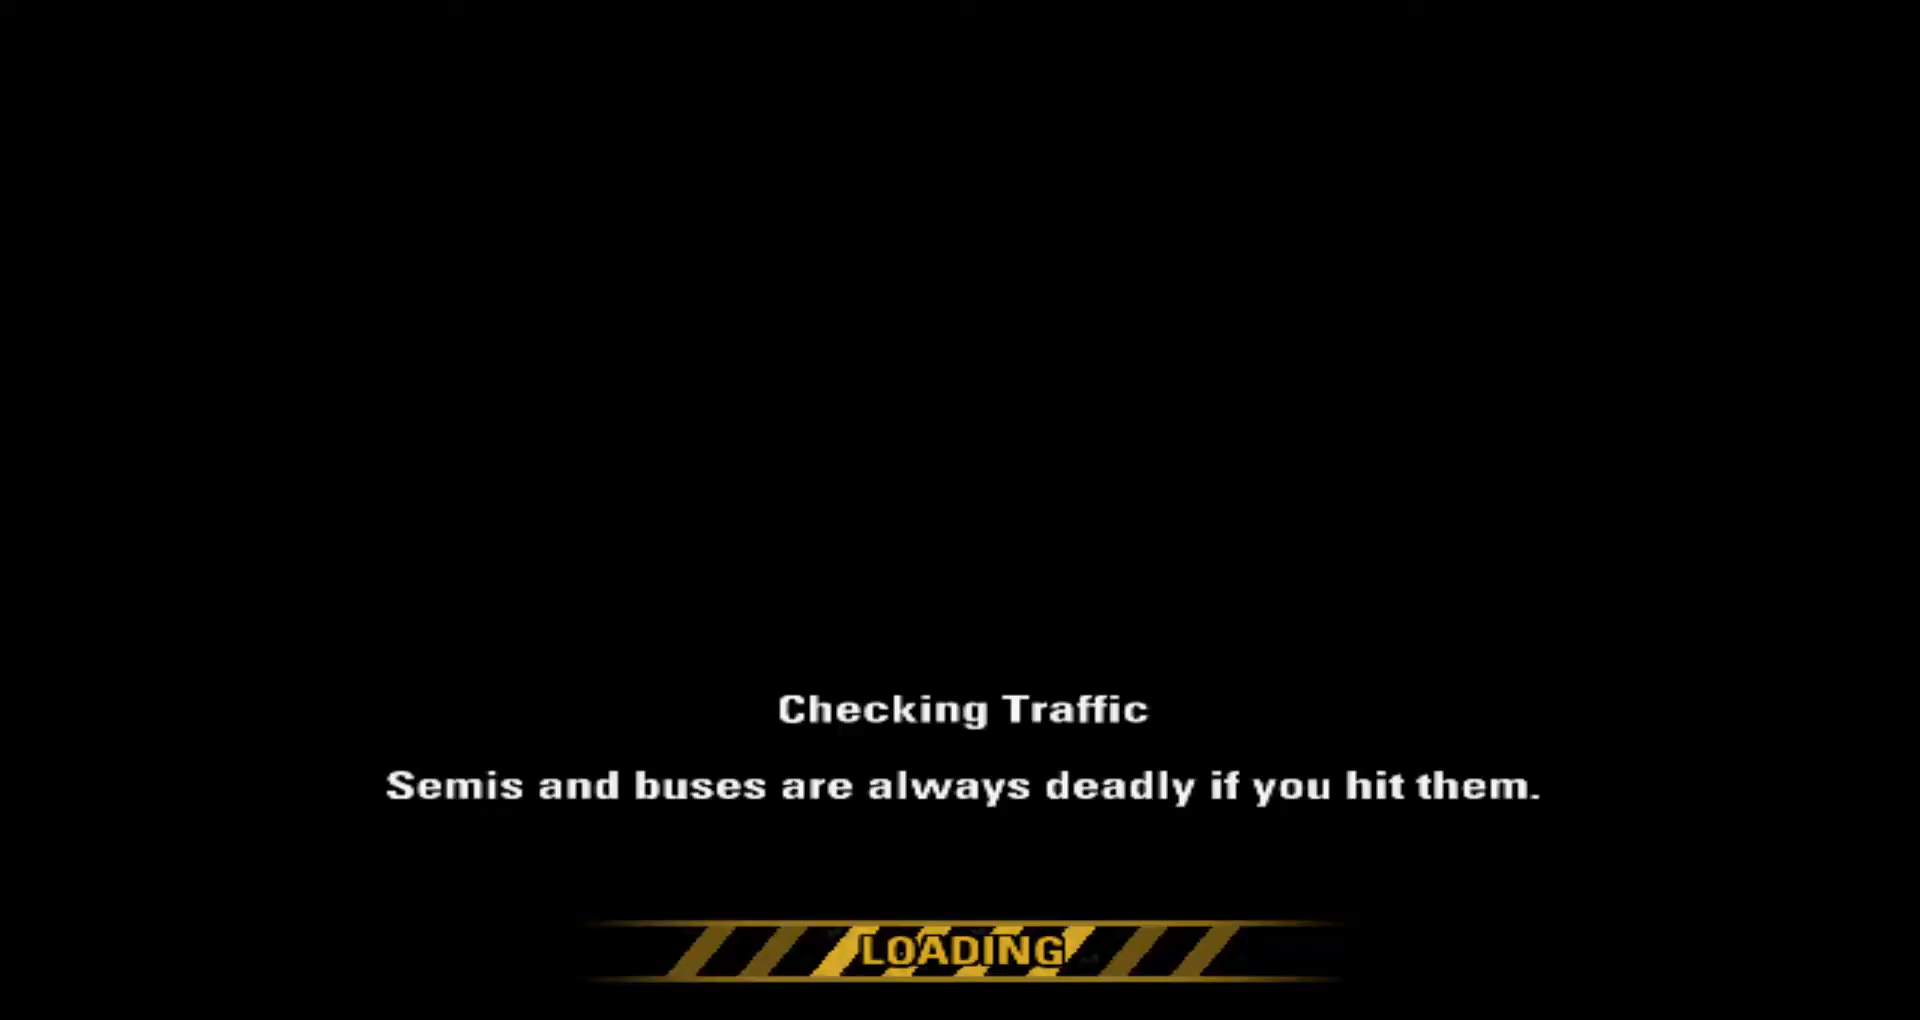 Checking Traffic
Semis and buses are always deadly if you hit them.
LOADING